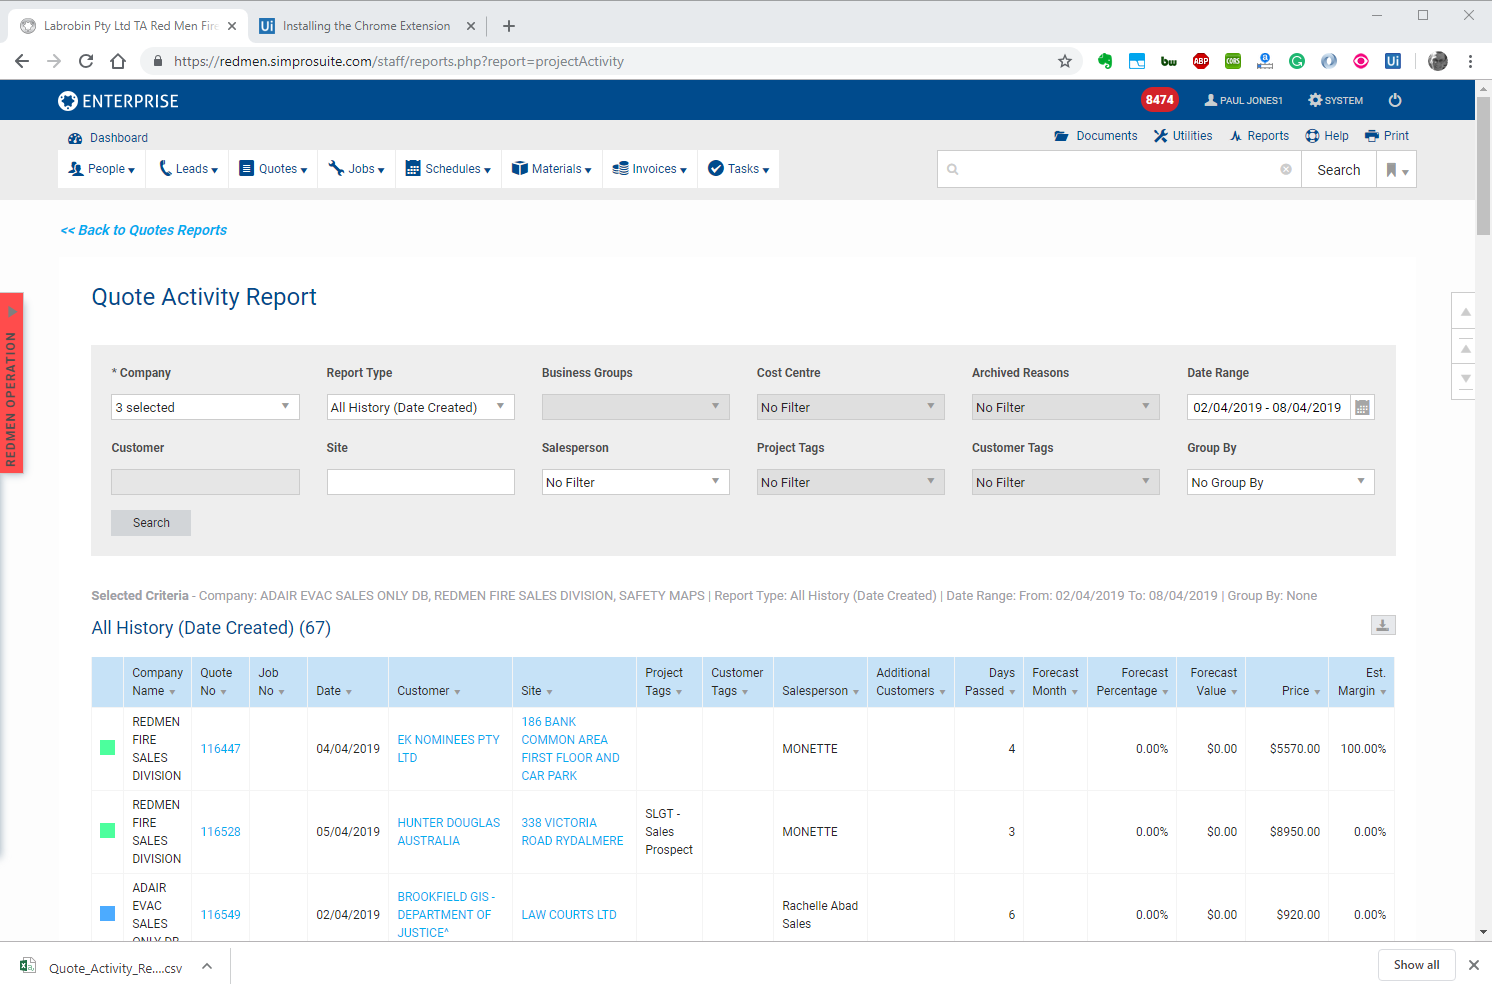 Labrobin Pty Ltd TA Red Men Fire
Installing the Chrome Extension
https://redmen.simprosuite.com/staff/reports.php?report=projectActivity
bw
ABP
CORS
Ui
ENTERPRISE
8474
PAUL JONES1
SYSTEM
Dashboard
Documents
Utilities
Reports
Help
Print
People
Leads
Quotes
Jobs
Schedules
Materials
Invoices
Tasks
Search
<< Back to Quotes Reports
REDMEN OPERATION
Quote Activity Report
* Company
Report Type
Business Groups
Cost Centre
Archived Reasons
Date Range
3 selected
All History (Date Created)
No Filter
No Filter
02/04/2019 - 08/04/2019
Customer
Site
Salesperson
Project Tags
Customer Tags
Group By
No Filter
No Filter
No Filter
No Group By
Search
Selected Criteria - Company: ADAIR EVAC SALES ONLY DB, REDMEN FIRE SALES DIVISION, SAFETY MAPS | Report Type: All History (Date Created) | Date Range: From: 02/04/2019 To: 08/04/2019 | Group By: None
All History (Date Created) (67)
Company Name
Quote No
Job No
Date
Customer
Site
Project Tags
Customer Tags
Salesperson
Additional Customers
Days Passed
Forecast Month
Forecast Percentage
Forecast Value
Price
Est. Margin
REDMEN
FIRE
SALES
DIVISION
116447
04/04/2019
EK NOMINEES PTY
LTD
186 BANK
COMMON AREA
FIRST FLOOR AND
CAR PARK
MONETTE
4
0.00%
$0.00
$5570.00
100.00%
REDMEN
FIRE
SALES
DIVISION
116528
05/04/2019
HUNTER DOUGLAS
AUSTRALIA
338 VICTORIA
ROAD RYDALMERE
SLGT -
Sales
Prospect
MONETTE
3
0.00%
$0.00
$8950.00
0.00%
ADAIR
EVAC
SALES
ONLY DB
116549
02/04/2019
BROOKFIELD GIS -
DEPARTMENT OF
JUSTICE^
LAW COURTS LTD
Rachelle Abad
Sales
6
0.00%
$0.00
$920.00
0.00%
Quote_Activity_Re....csv
Show all